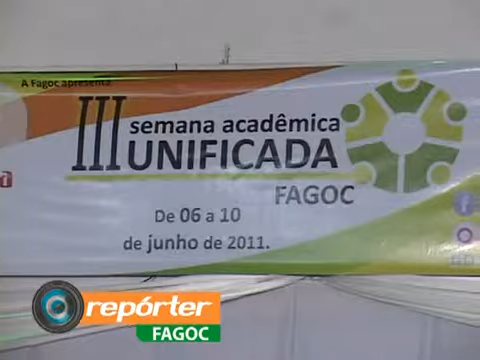 A Fagoc apresenta
III semana acadêmica
UNIFICADA
FAGOC
De 06 a 10
de junho de 2011.
repórter
FAGOC